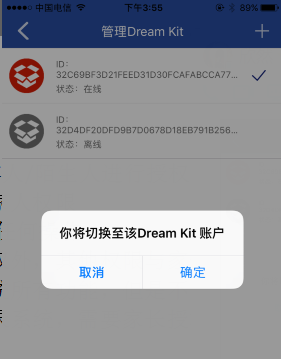 中国电信 下午3:55 89%
管理Dream Kit
ID:
32C69BF3D21FEED31D30FCAFABCCA77...
状态：在线
ID:
32D4DF20DFD9B7D0678D18EB791B256...
状态：离线
你将切换至该Dream Kit 账户
取消 确定